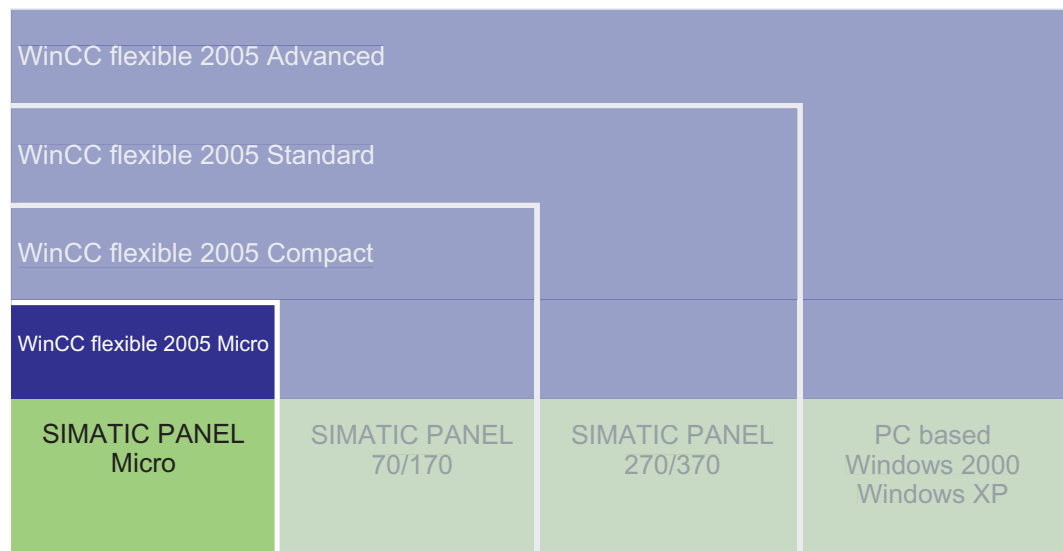 WinCC flexible 2005 Advanced
WinCC flexible 2005 Standard
WinCC flexible 2005 Compact
WinCC flexible 2005 Micro
SIMATIC PANEL
Micro
SIMATIC PANEL
70/170
SIMATIC PANEL
270/370
PC based
Windows 2000
Windows XP